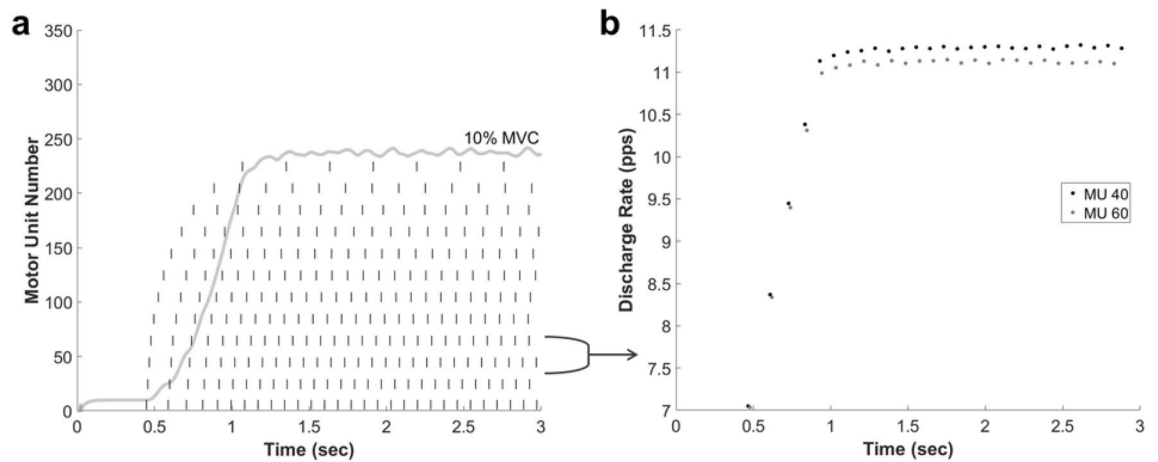 a
350
300
250
200
150
100
50
0
Motor Unit Number
10% MVC
0 0.5 1 1.5 2 2.5 3
Time (sec)
b
11.5
11
10.5
10
9.5
9
8.5
8
7.5
7
Discharge Rate (pps)
MU 40
MU 60
0 0.5 1 1.5 2 2.5 3
Time (sec)